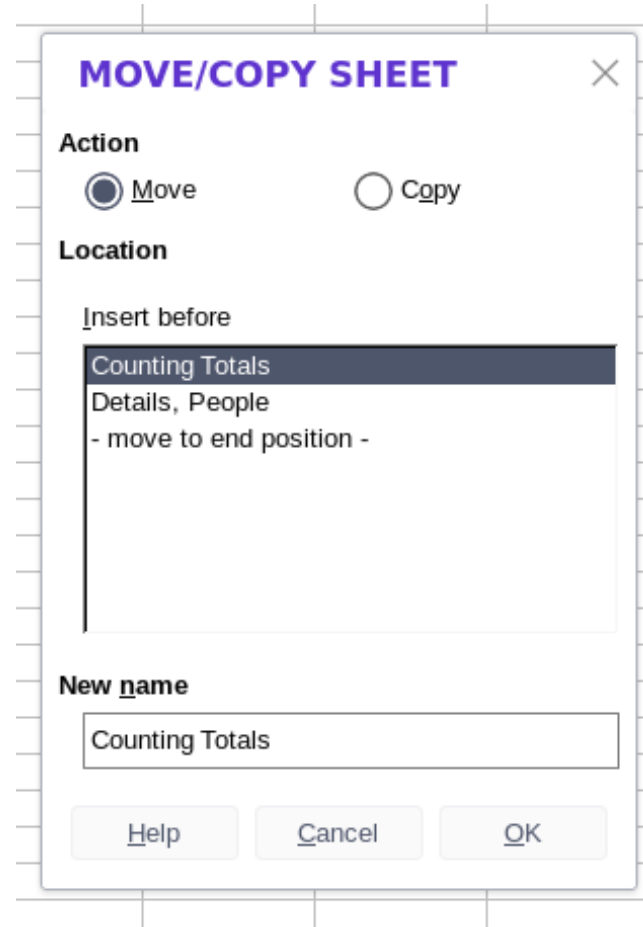 MOVE/COPY SHEET
Action
Move
Copy
Location
Insert before
Counting Totals
Details, People
- move to end position -
New name
Counting Totals
Help
Cancel
OK